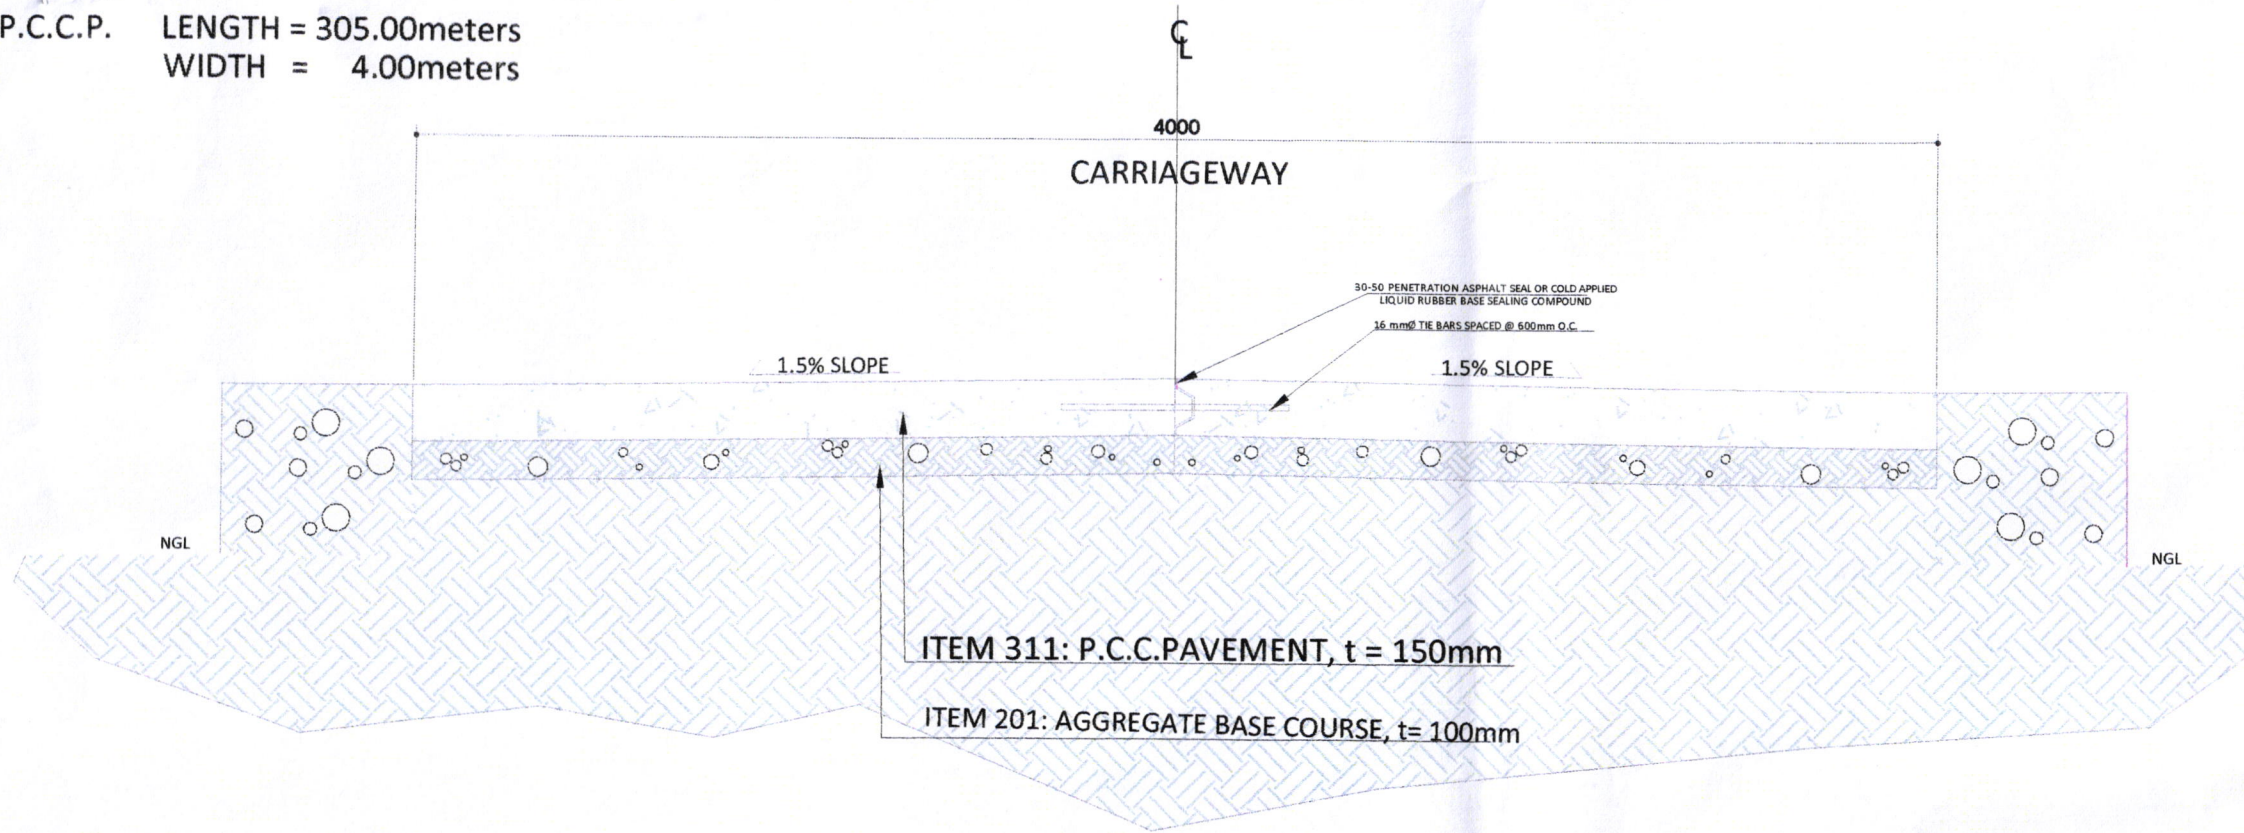 P.C.C.P. LENGTH = 305.00meters
WIDTH = 4.00meters
CL
4000
CARRIAGEWAY
30-50 PENETRATION ASPHALT SEAL OR COLD APPLIED
LIQUID RUBBER BASE SEALING COMPOUND
16 mmØ TIE BARS SPACED @ 600mm O.C.
1.5% SLOPE
1.5% SLOPE
NGL
NGL
ITEM 311: P.C.C.PAVEMENT, t = 150mm
ITEM 201: AGGREGATE BASE COURSE, t= 100mm